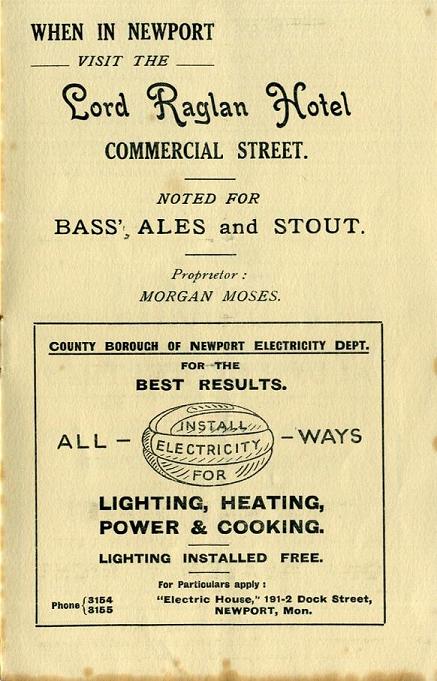 WHEN IN NEWPORT
VISIT THE
Lord Raglan Hotel
COMMERCIAL STREET.
NOTED FOR
BASS', ALES and STOUT.
Proprietor:
MORGAN MOSES.
COUNTY BOROUGH OF NEWPORT ELECTRICITY DEPT.
FOR THE
BEST RESULTS.
ALL - INSTALL ELECTRICITY FOR - WAYS
LIGHTING, HEATING,
POWER & COOKING.
LIGHTING INSTALLED FREE.
For Particulars apply:
Phone { 3154 "Electric House," 191-2 Dock Street,
3155 NEWPORT, Mon.